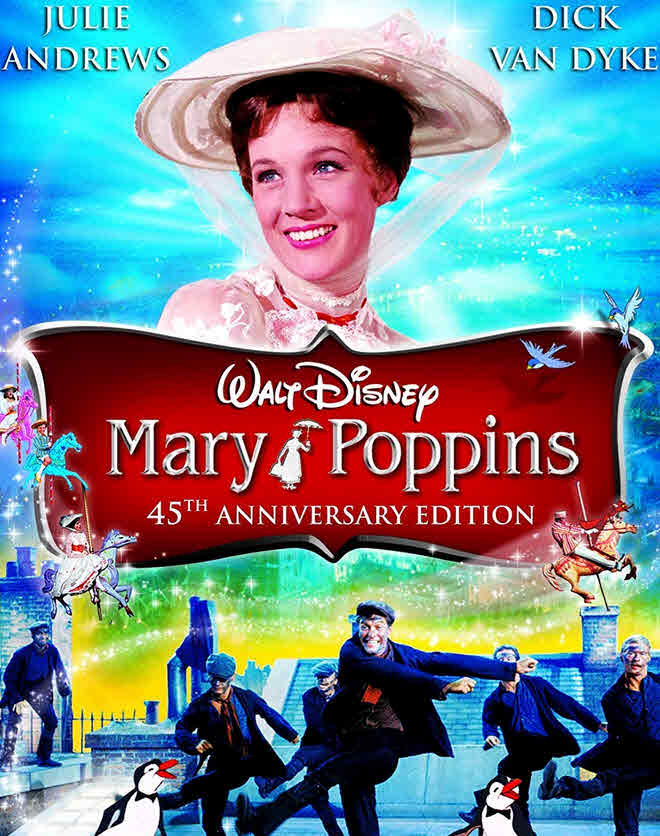 JULIE
ANDREWS
DICK
VAN DYKE
WALT DISNEY
MARY POPPINS
45TH ANNIVERSARY EDITION